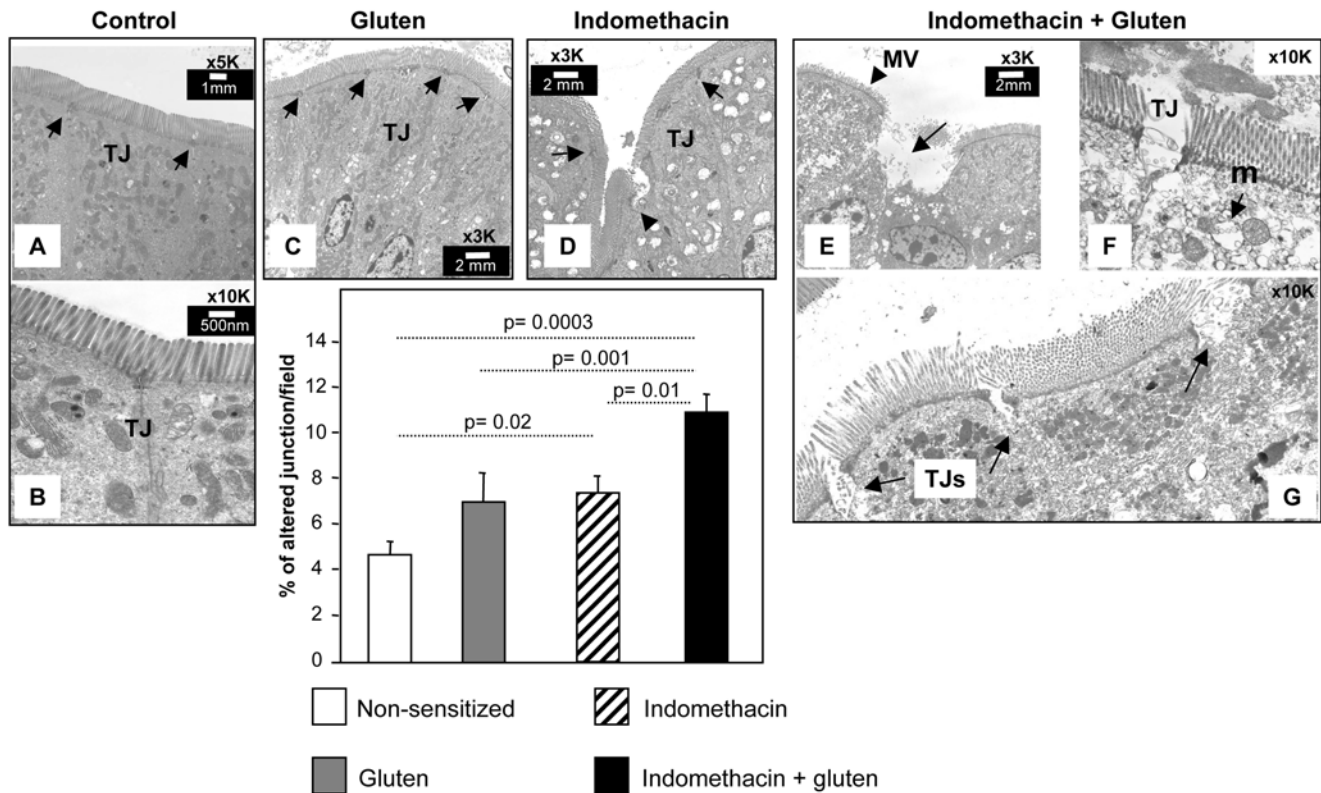 Control
Gluten
Indomethacin
Indomethacin + Gluten
x5K
1mm
TJ
A
x10K
500nm
TJ
B
TJ
C
x3K
2 mm
x3K
2 mm
TJ
D
MV
x3K
2mm
E
x10K
TJ
m
F
x10K
TJs
G
% of altered junction/field
14
12
10
8
6
4
2
0
p= 0.0003
p= 0.001
p= 0.01
p= 0.02
Non-sensitized
Indomethacin
Gluten
Indomethacin + gluten